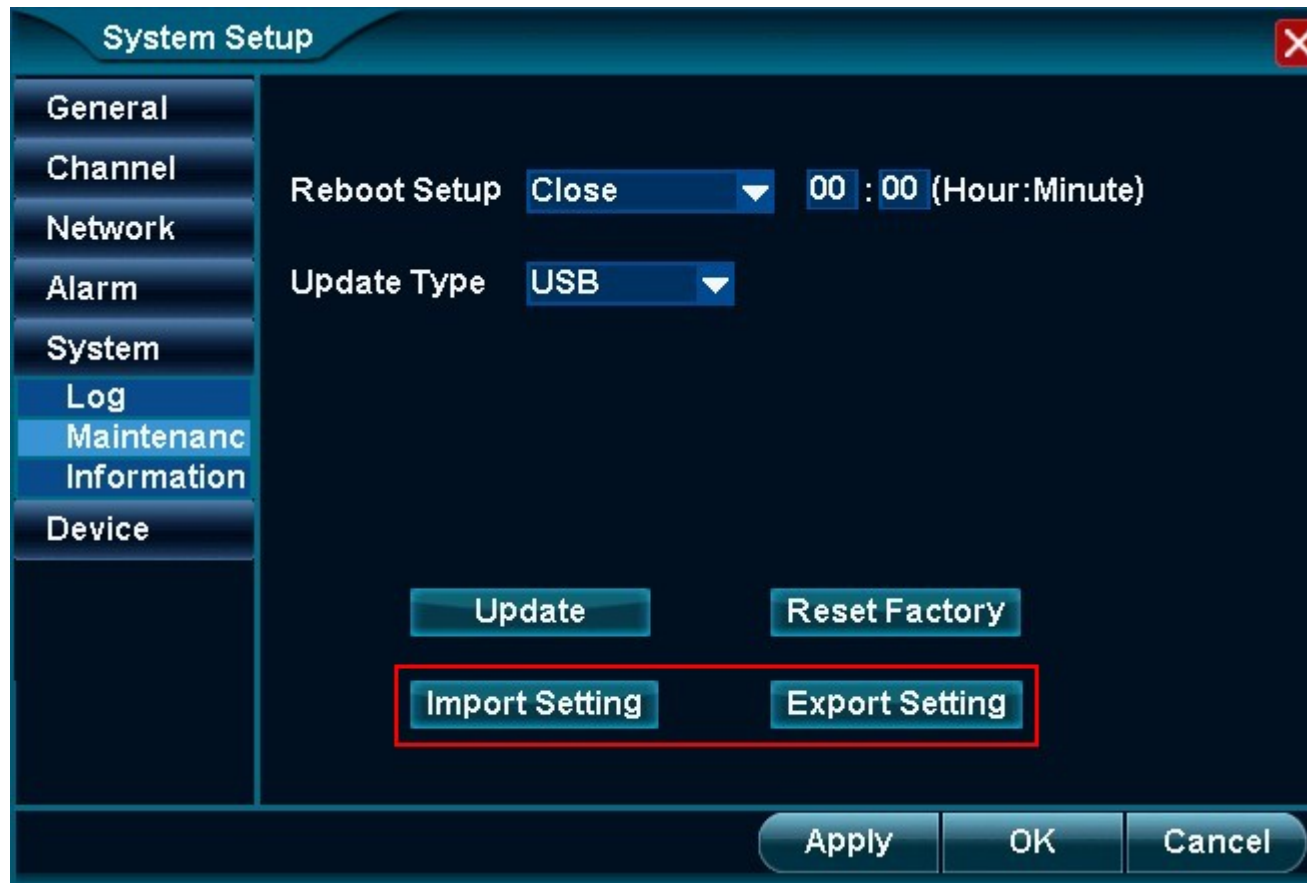 System Setup
General
Channel
Network
Alarm
System
Log
Maintenanc
Information
Device
Reboot Setup Close 00 : 00 (Hour:Minute)
Update Type USB
Update Reset Factory
Import Setting Export Setting
Apply OK Cancel